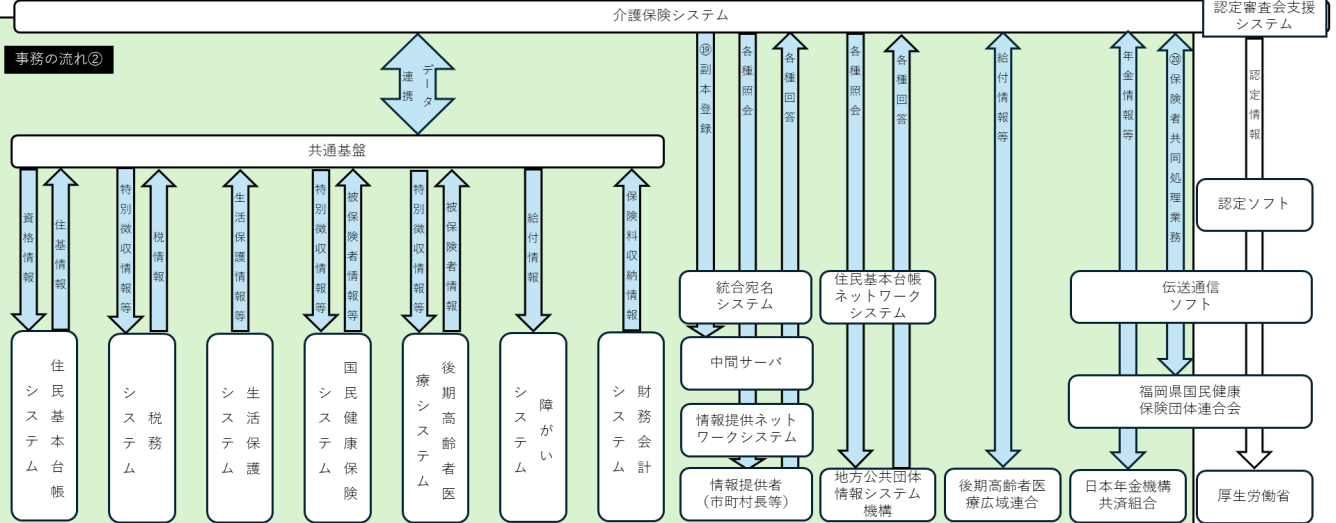 介護保険システム
認定審査会支援
システム
事務の流れ②
データ
連携
共通基盤
⑲副本登録
各種照会
各種回答
各種照会
各種回答
給付情報等
年金情報等
⑳保険者共同処理業務
認定情報
資格情報
住基情報
特別徴収情報等
税情報
生活保護情報等
特別徴収情報等
被保険者情報等
特別徴収情報等
被保険者情報
給付情報
保険料収納情報
認定ソフト
統合宛名
システム
住民基本台帳
ネットワーク
システム
伝送通信
ソフト
中間サーバ
情報提供ネット
ワークシステム
福岡県国民健康
保険団体連合会
住民基本台帳
システム
税務
システム
生活保護
システム
国民健康保険
システム
後期高齢者医
療システム
障がい
システム
財務会計
システム
情報提供者
（市町村長等）
地方公共団体
情報システム
機構
後期高齢者医
療広域連合
日本年金機構
共済組合
厚生労働省